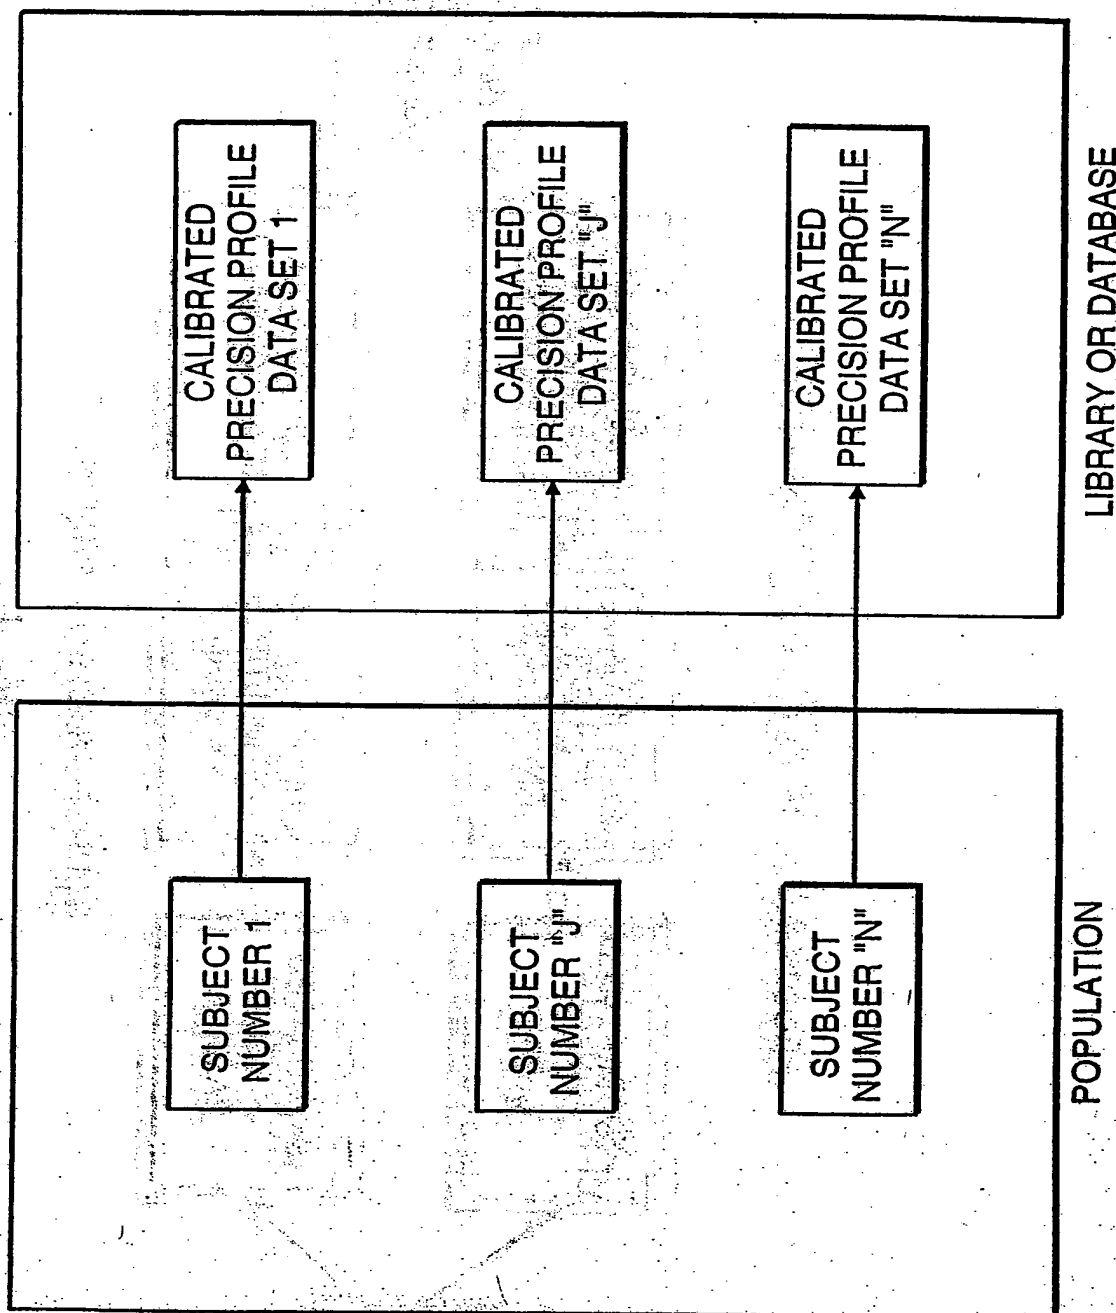 SUBJECT
NUMBER 1
CALIBRATED
PRECISION PROFILE
DATA SET 1
SUBJECT
NUMBER "J"
CALIBRATED
PRECISION PROFILE
DATA SET "J"
SUBJECT
NUMBER "N"
CALIBRATED
PRECISION PROFILE
DATA SET "N"
POPULATION
LIBRARY OR DATABASE